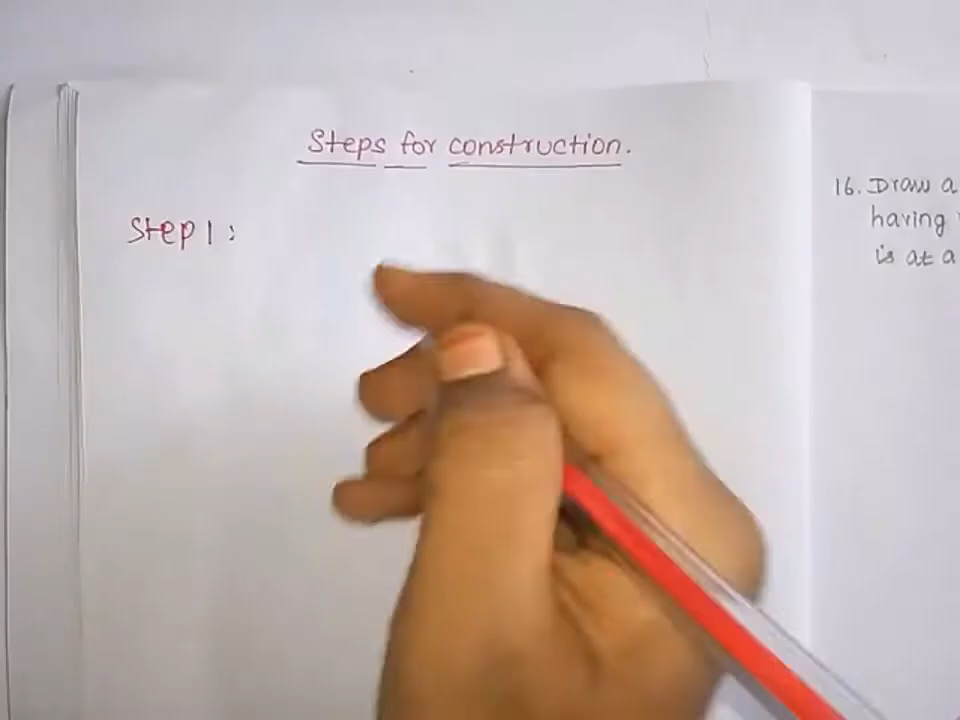 Steps for construction.
Step 1 :
16. Draw a
having
is at a